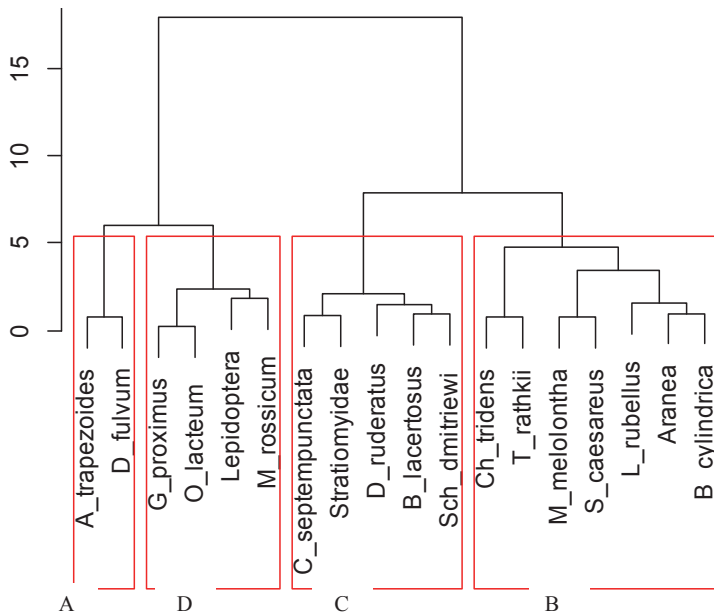 15
10
5
0
A_trapezoides
D_fulvum
G_proximus
O_lacteum
Lepidoptera
M_rossicum
C_septempunctata
Stratiomyidae
D_ruderatus
B_lacertosus
Sch_dmitriewi
Ch_tridens
T_rathkii
M_melolontha
S_caesareus
L_rubellus
Aranea
B_cylindrica
A D C B